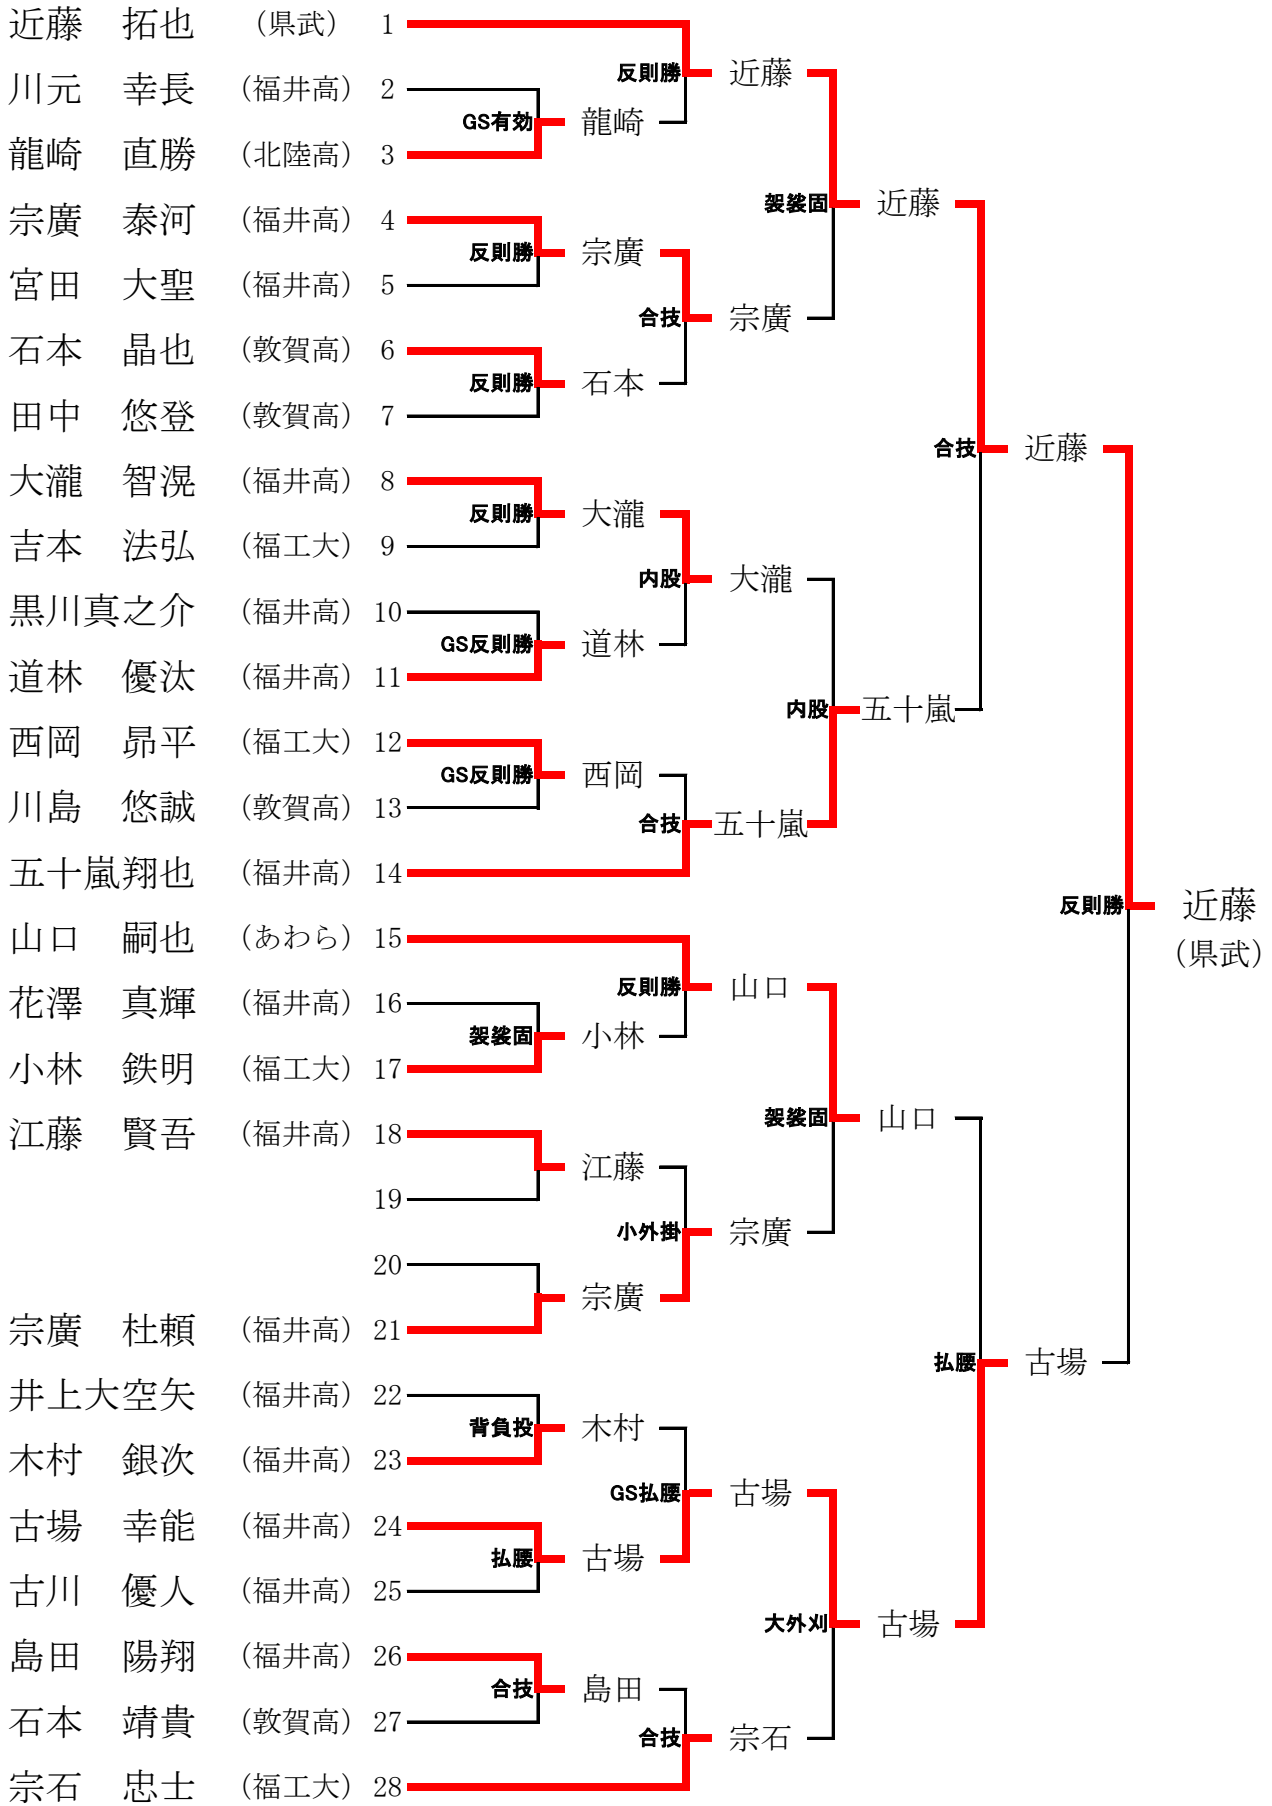 近藤　拓也　（県武）　1
川元　幸長　（福井高）　2
龍崎　直勝　（北陸高）　3
宗廣　泰河　（福井高）　4
宮田　大聖　（福井高）　5
石本　晶也　（敦賀高）　6
田中　悠登　（敦賀高）　7
大瀧　智滉　（福井高）　8
吉本　法弘　（福工大）　9
黒川真之介　（福井高）　10
道林　優汰　（福井高）　11
西岡　昴平　（福工大）　12
川島　悠誠　（敦賀高）　13
五十嵐翔也　（福井高）　14
山口　嗣也　（あわら）　15
花澤　真輝　（福井高）　16
小林　鉄明　（福工大）　17
江藤　賢吾　（福井高）　18
19
20
宗廣　杜頼　（福井高）　21
井上大空矢　（福井高）　22
木村　銀次　（福井高）　23
古場　幸能　（福井高）　24
古川　優人　（福井高）　25
島田　陽翔　（福井高）　26
石本　靖貴　（敦賀高）　27
宗石　忠士　（福工大）　28
GS有効　龍崎
反則勝　宗廣
反則勝　石本
反則勝　大瀧
GS反則勝　道林
GS反則勝　西岡
袈裟固　小林
江藤
宗廣
背負投　木村
払腰　古場
合技　島田
反則勝　近藤
合技　宗廣
内股　大瀧
合技　五十嵐
反則勝　山口
小外掛　宗廣
GS払腰　古場
合技　宗石
袈裟固　近藤
内股　五十嵐
袈裟固　山口
大外刈　古場
合技　近藤
払腰　古場
反則勝　近藤
（県武）